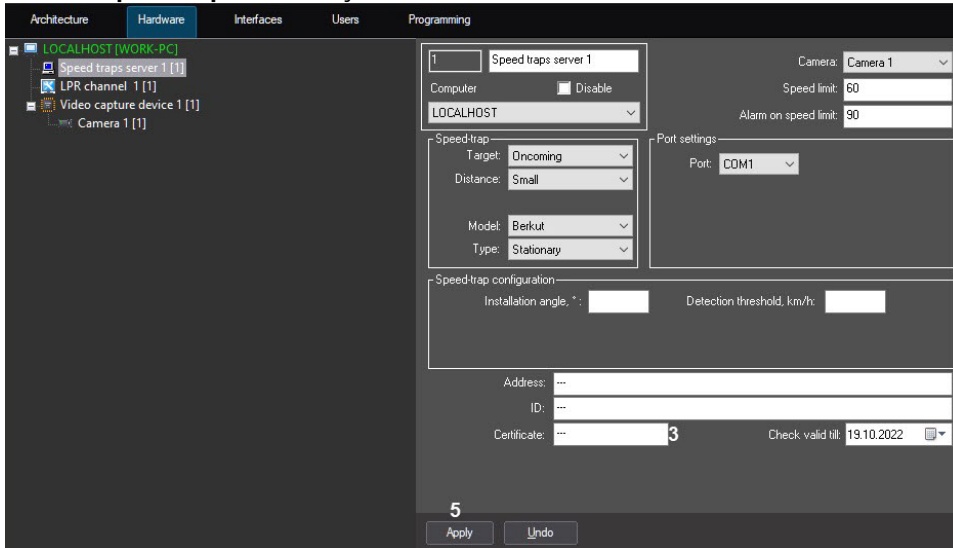 Architecture Hardware Interfaces Users Programming
LOCALHOST [WORK-PC]
Speed traps server 1 [1]
LPR channel 1 [1]
Video capture device 1 [1]
Camera 1 [1]
1 Speed traps server 1
Computer Disable
LOCALHOST
Camera: Camera 1
Speed limit: 60
Alarm on speed limit: 90
Speed-trap
Target: Oncoming
Distance: Small
Model: Berkut
Type: Stationary
Port settings
Port: COM1
Speed-trap configuration
Installation angle, ° : Detection threshold, km/h:
Address: ---
ID: ---
Certificate: --- 3 Check valid till: 19.10.2022
5
Apply Undo